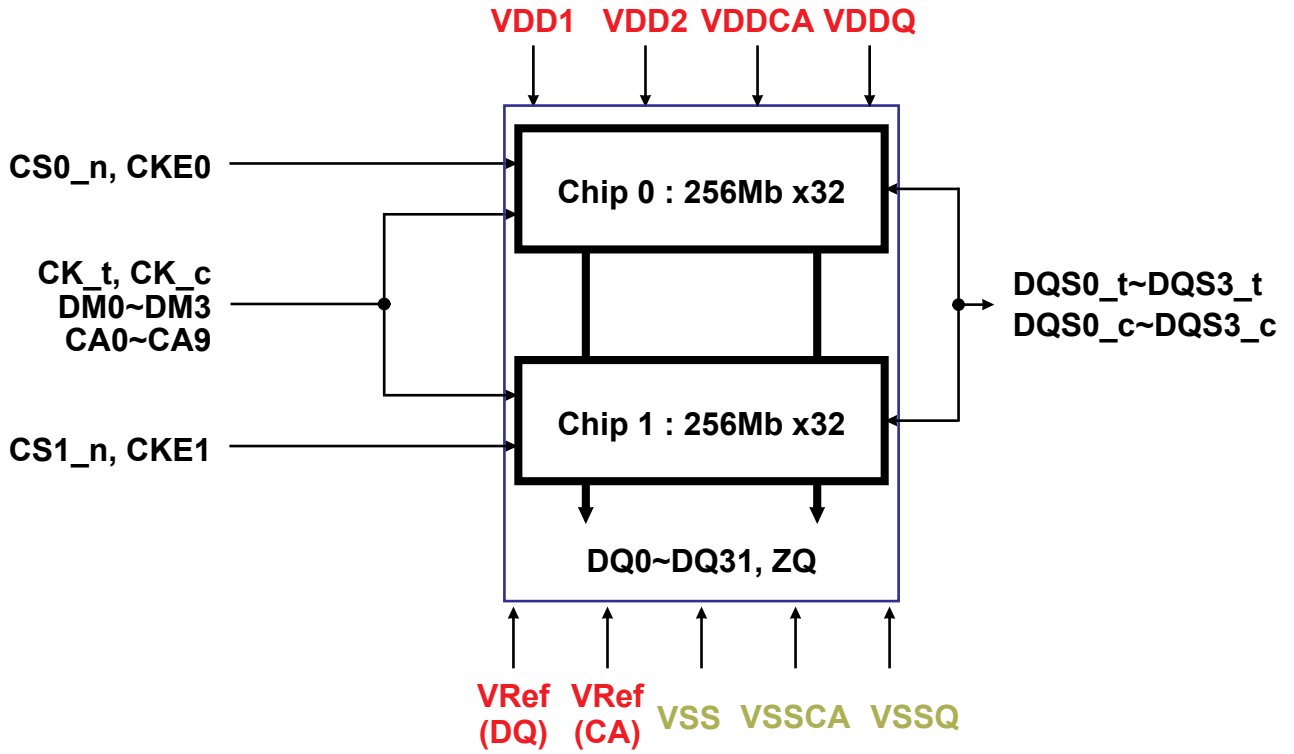 VDD1 VDD2 VDDCA VDDQ
CS0_n, CKE0
Chip 0 : 256Mb x32
CK_t, CK_c
DM0~DM3
CA0~CA9
DQS0_t~DQS3_t
DQS0_c~DQS3_c
Chip 1 : 256Mb x32
CS1_n, CKE1
DQ0~DQ31, ZQ
VRef
(DQ)
VRef
(CA)
VSS VSSCA VSSQ